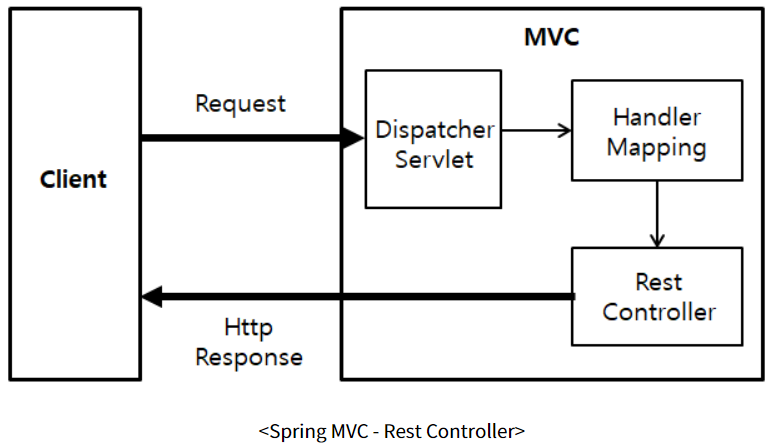 MVC
Request
Dispatcher
Servlet
Handler
Mapping
Client
Rest
Controller
Http
Response
<Spring MVC - Rest Controller>